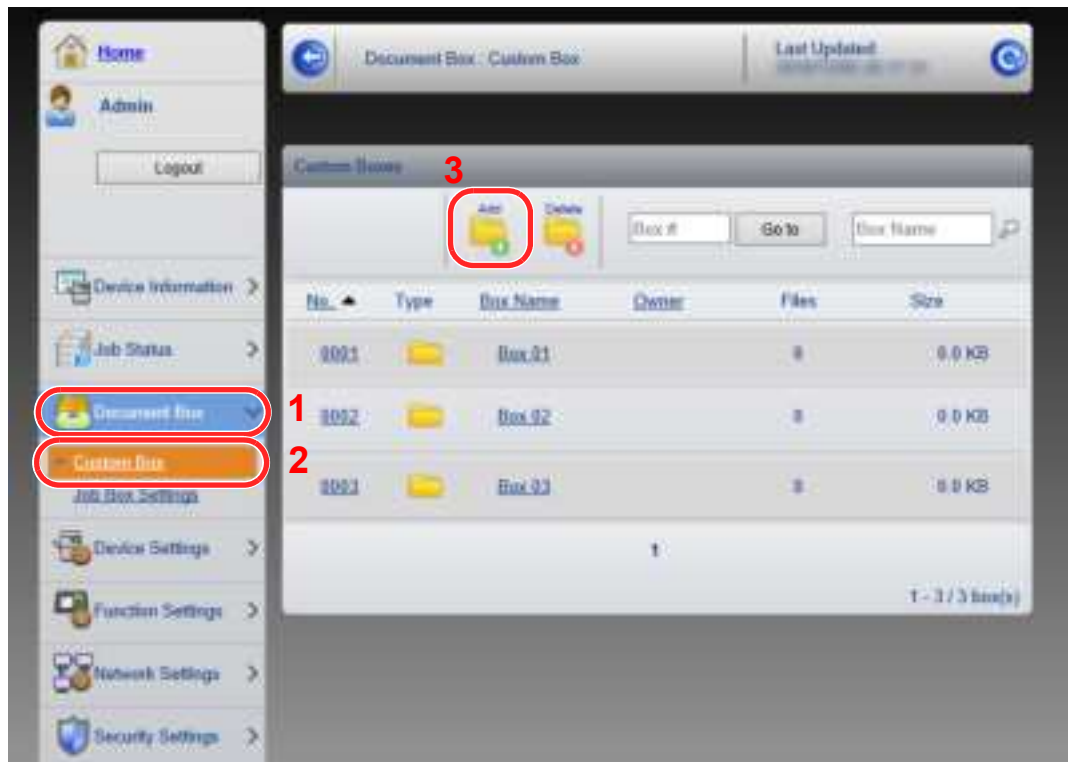 Home
Admin
Logout
Device Information
Job Status
Document Box
1
Custom Box
2
Job Box Settings
Device Settings
Function Settings
Network Settings
Security Settings
Document Box : Custom Box
Last Updated
Custom Boxes
3
Add
Delete
Box #
Go to
Box Name
No. Type Box Name Owner Files Size
0001 Box 01 0 0.0 KB
0002 Box 02 0 0.0 KB
0003 Box 03 0 0.0 KB
1
1 - 3 / 3 box(s)